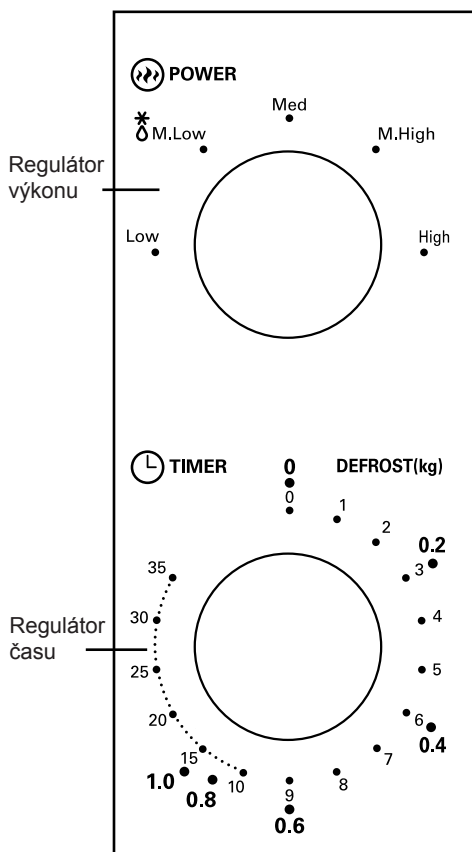 POWER
Med
M.Low
M.High
Regulátor
výkonu
Low
High
TIMER
0
DEFROST(kg)
0
1
2
0.2
3
35
4
30
Regulátor
času
5
25
6
20
0.4
7
15
10
8
9
1.0
0.8
0.6